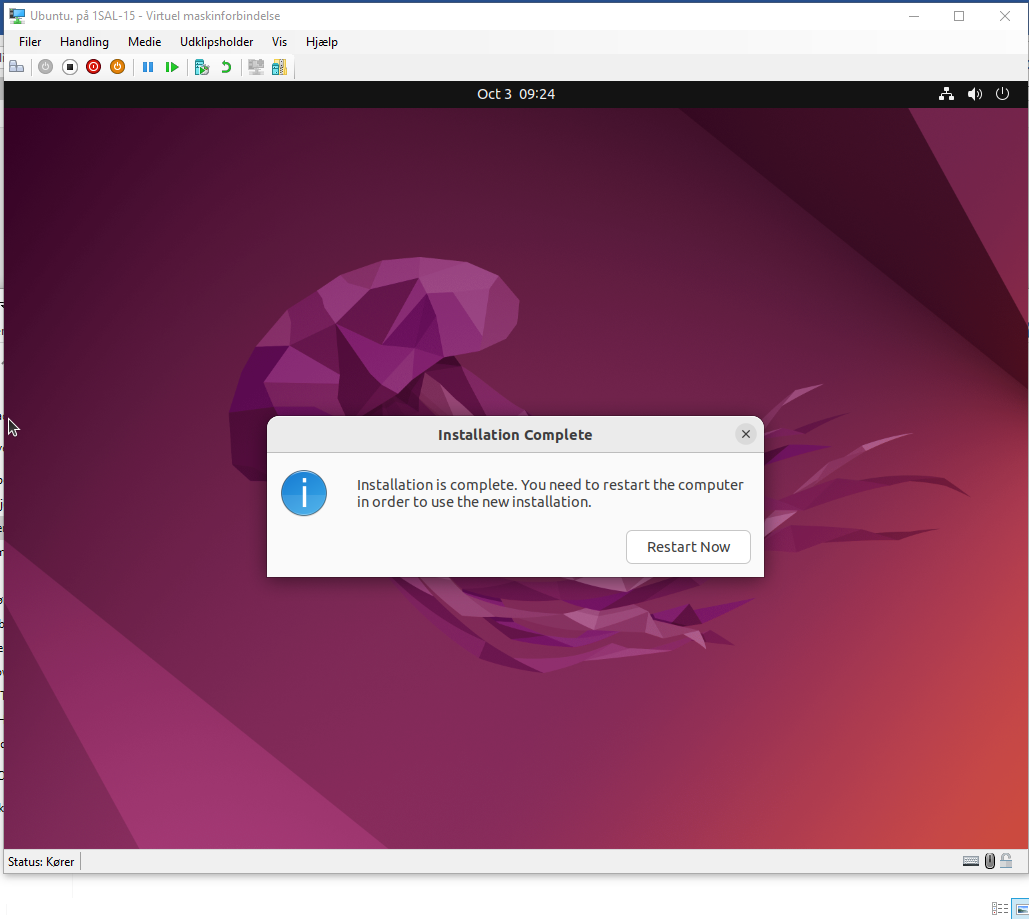 Ubuntu. på 1SAL-15 - Virtuel maskinforbindelse
Filer Handling Medie Udklipsholder Vis Hjælp
Oct 3 09:24
Installation Complete
Installation is complete. You need to restart the computer
in order to use the new installation.
Restart Now
Status: Kører